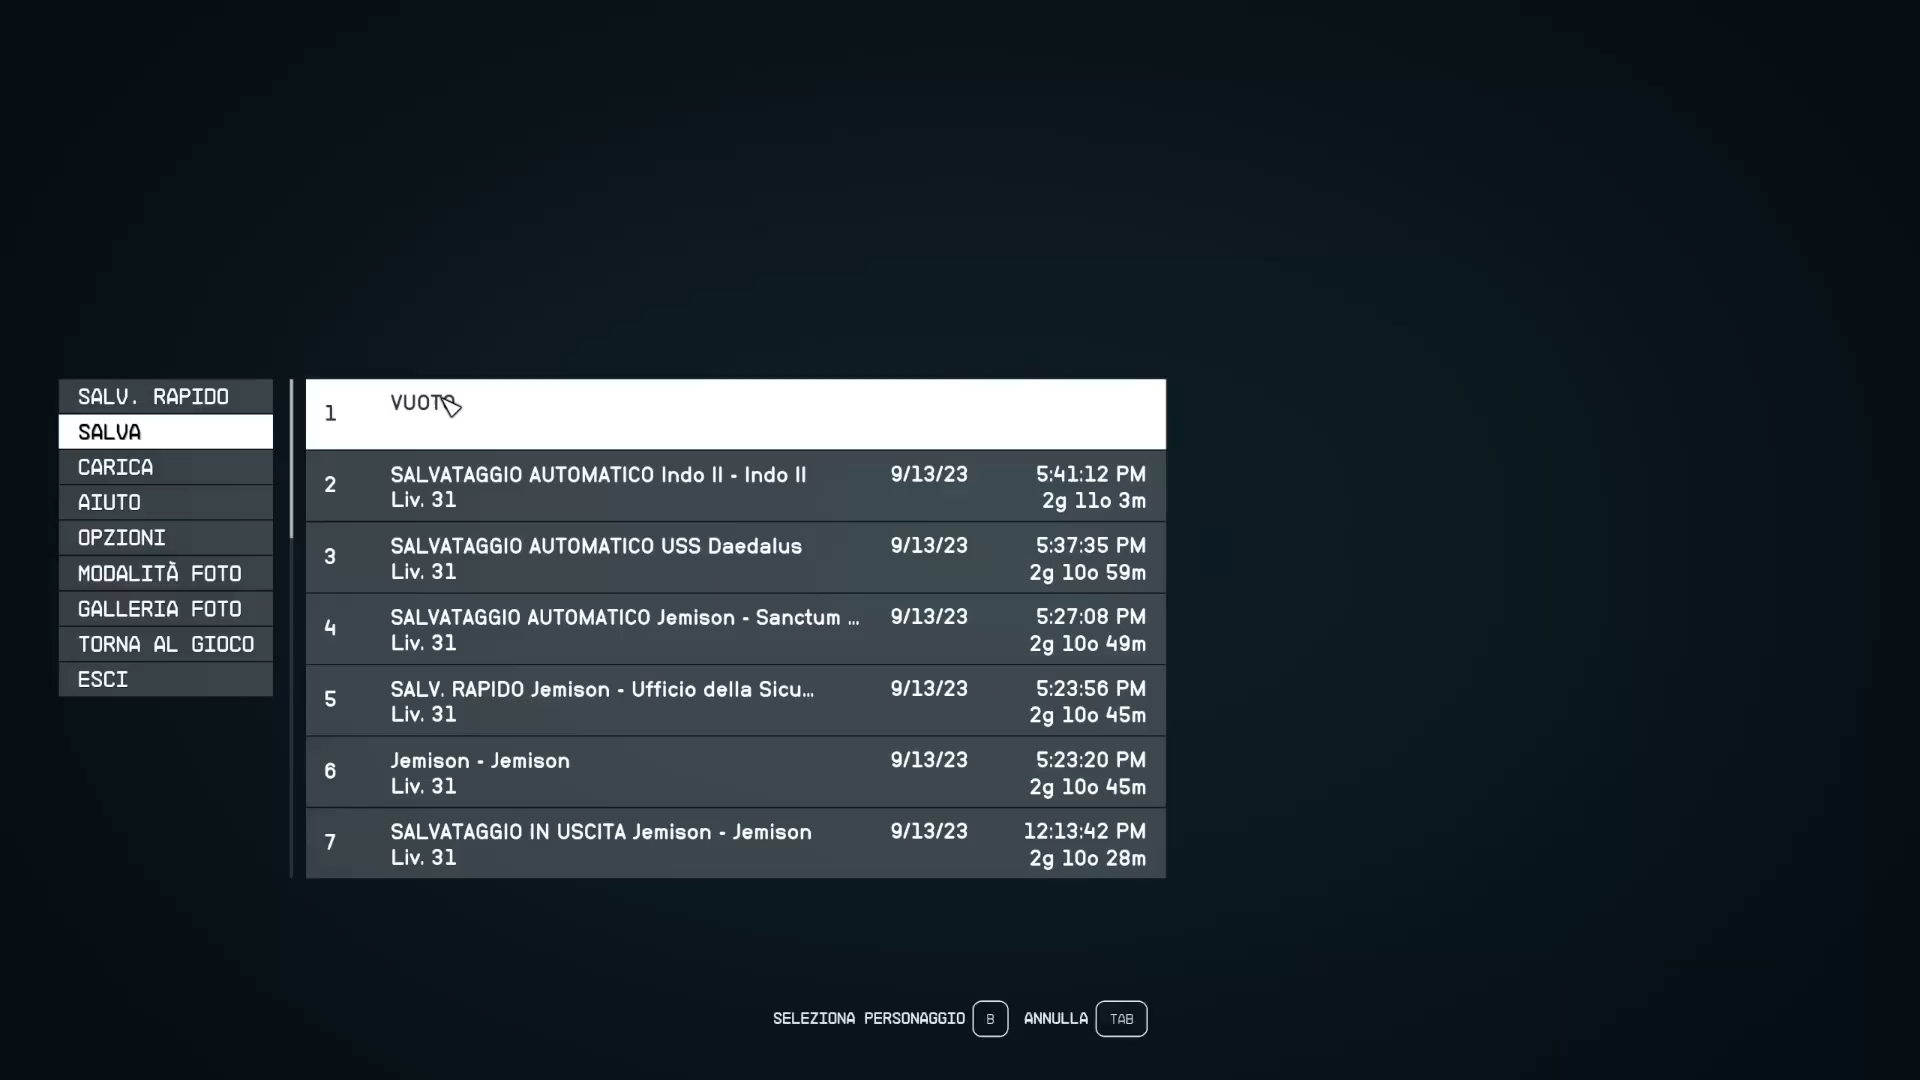 SALV. RAPIDO
SALVA
CARICA
AIUTO
OPZIONI
MODALITÀ FOTO
GALLERIA FOTO
TORNA AL GIOCO
ESCI
1 VUOTO
2 SALVATAGGIO AUTOMATICO Indo II - Indo II 9/13/23 5:41:12 PM
Liv. 31 2g 11o 3m
3 SALVATAGGIO AUTOMATICO USS Daedalus 9/13/23 5:37:35 PM
Liv. 31 2g 10o 59m
4 SALVATAGGIO AUTOMATICO Jemison - Sanctum ... 9/13/23 5:27:08 PM
Liv. 31 2g 10o 49m
5 SALV. RAPIDO Jemison - Ufficio della Sicu... 9/13/23 5:23:56 PM
Liv. 31 2g 10o 45m
6 Jemison - Jemison 9/13/23 5:23:20 PM
Liv. 31 2g 10o 45m
7 SALVATAGGIO IN USCITA Jemison - Jemison 9/13/23 12:13:42 PM
Liv. 31 2g 10o 28m
SELEZIONA PERSONAGGIO B ANNULLA TAB